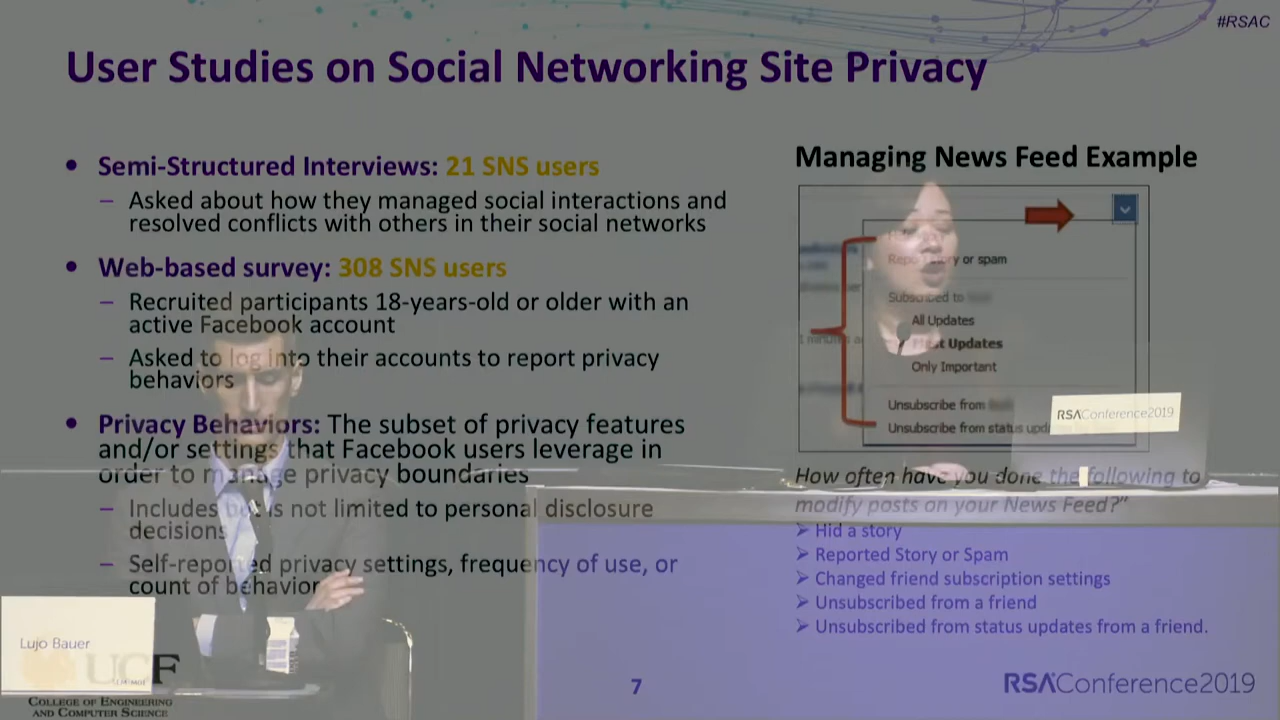 #RSAC
User Studies on Social Networking Site Privacy
• Semi-Structured Interviews: 21 SNS users
– Asked about how they managed social interactions and
resolved conflicts with others in their social networks
• Web-based survey: 308 SNS users
– Recruited participants 18-years-old or older with an
active Facebook account
– Asked to log into their accounts to report privacy
behaviors
• Privacy Behaviors: The subset of privacy features
and/or settings that Facebook users leverage in
order to manage privacy boundaries
– Includes but is not limited to personal disclosure
decisions
– Self-reported privacy settings, frequency of use, or
count of behavior
Managing News Feed Example
or spam
Subscribed to
All Updates
Updates
Only Important
Unsubscribe from
Unsubscribe from status
RSAConference2019
How often have you done the following to
modify posts on your News Feed?”
➢ Hid a story
➢ Reported Story or Spam
➢ Changed friend subscription settings
➢ Unsubscribed from a friend
➢ Unsubscribed from status updates from a friend.
Lujo Bauer
UCF
COLLEGE OF ENGINEERING
AND COMPUTER SCIENCE
7
RSAConference2019